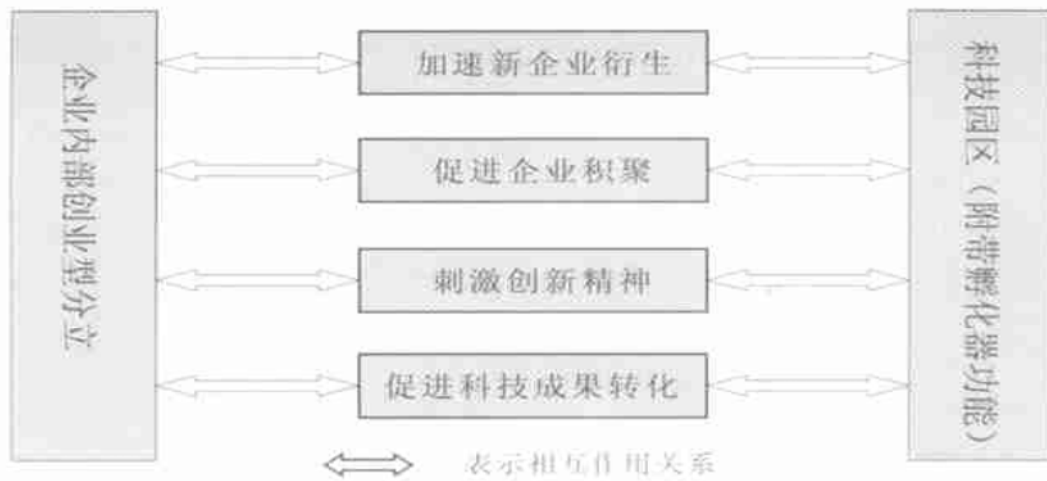 企业内部创业型分立
加速新企业衍生
促进企业积聚
刺激创新精神
促进科技成果转化
科技园区（附带孵化器功能）
表示相互作用关系